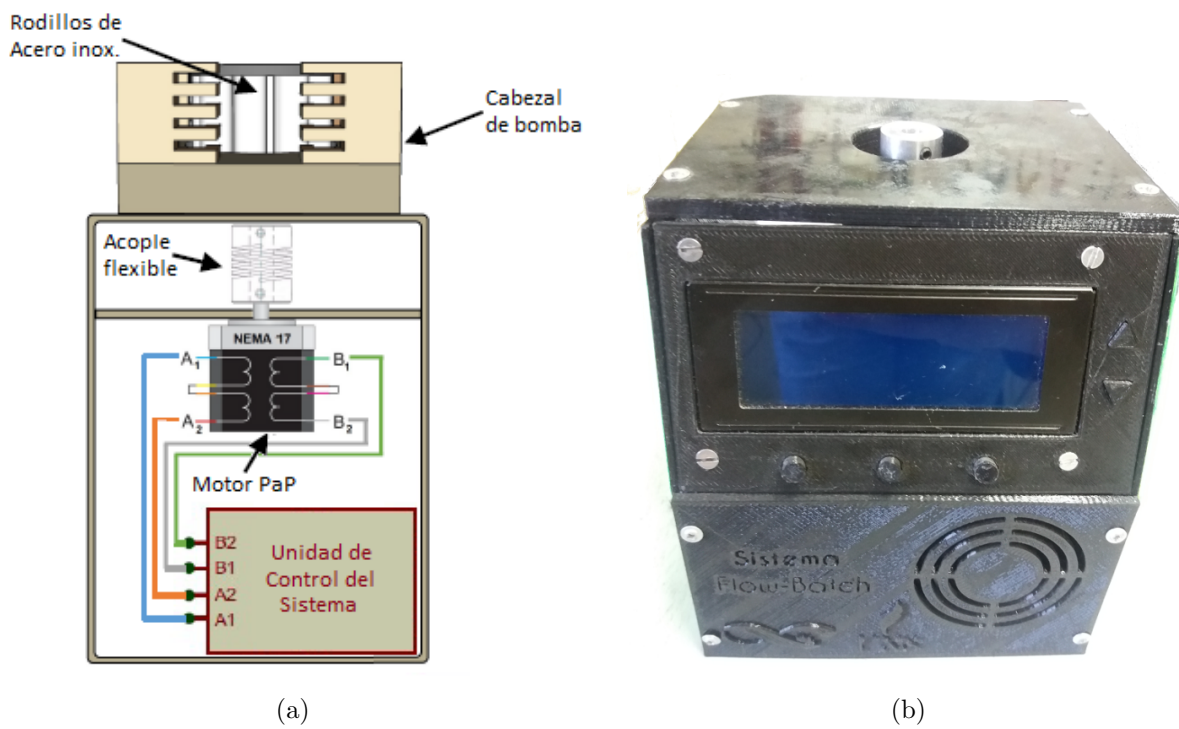 Rodillos de
Acero inox.
Cabezal
de bomba
Acople
flexible
NEMA 17
A1
B1
A2
B2
Motor PaP
B2
B1
A2
A1
Unidad de
Control del
Sistema
Sistema
Flow-Batch
(a)
(b)